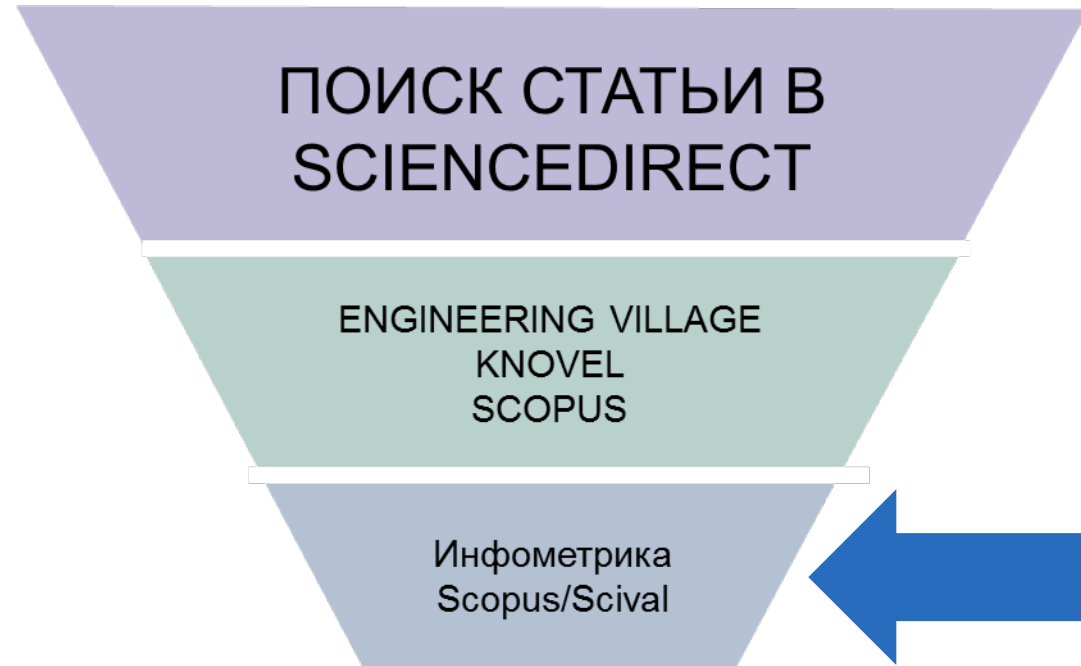 ПОИСК СТАТЬИ В
SCIENCEDIRECT
ENGINEERING VILLAGE
KNOVEL
SCOPUS
Инфометрика
Scopus/Scival